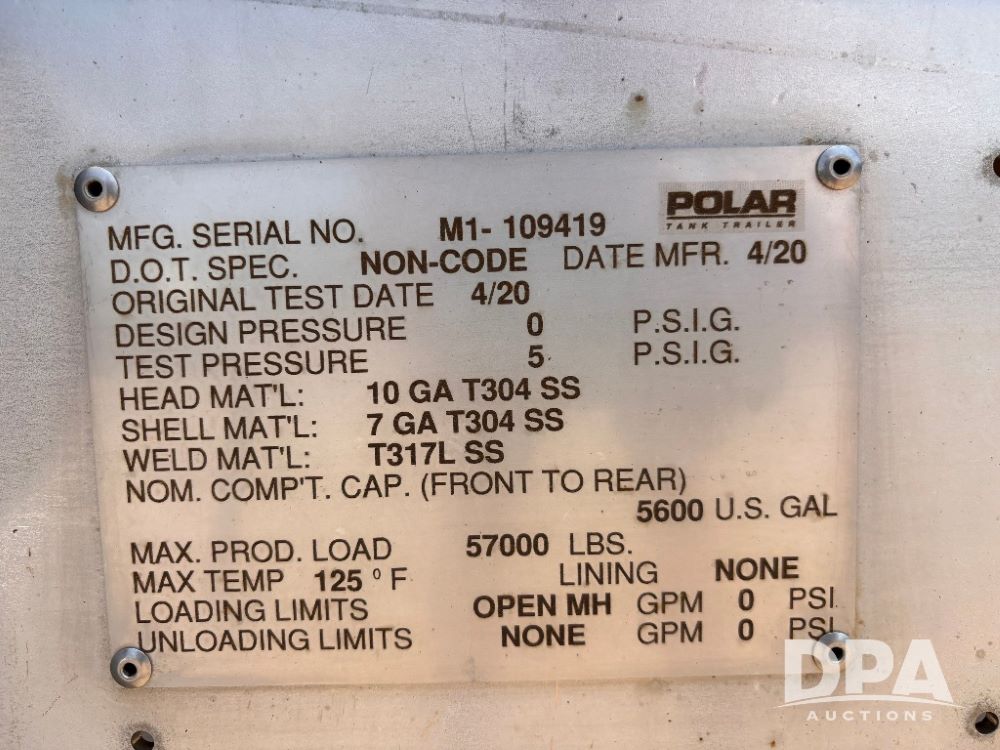 POLAR
TANK TRAILER
MFG. SERIAL NO. M1- 109419
D.O.T. SPEC. NON-CODE DATE MFR. 4/20
ORIGINAL TEST DATE 4/20
DESIGN PRESSURE 0 P.S.I.G.
TEST PRESSURE 5 P.S.I.G.
HEAD MAT'L: 10 GA T304 SS
SHELL MAT'L: 7 GA T304 SS
WELD MAT'L: T317L SS
NOM. COMP'T. CAP. (FRONT TO REAR)
5600 U.S. GAL
MAX. PROD. LOAD 57000 LBS.
MAX TEMP 125 ° F LINING NONE
LOADING LIMITS OPEN MH GPM 0 PSI
UNLOADING LIMITS NONE GPM 0 PSI
DPA
AUCTIONS